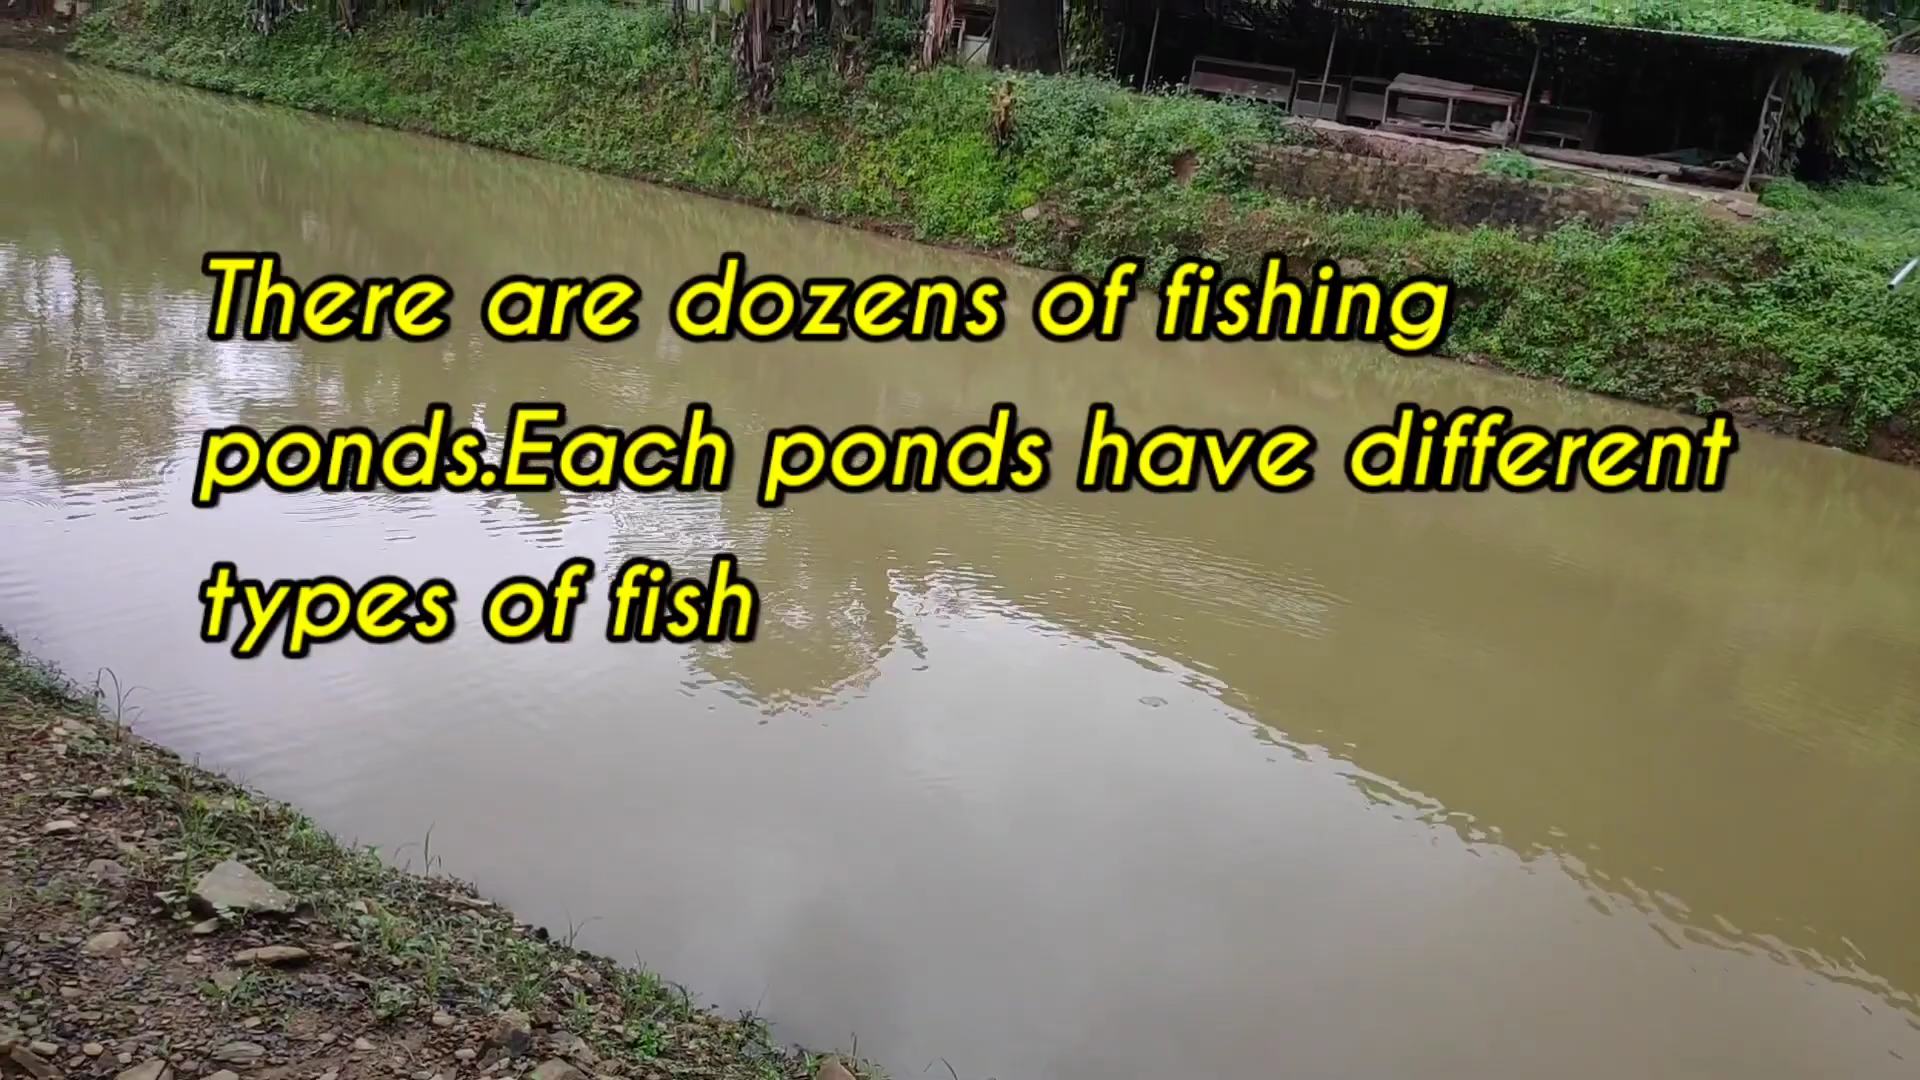 There are dozens of fishing
ponds.Each ponds have different
types of fish